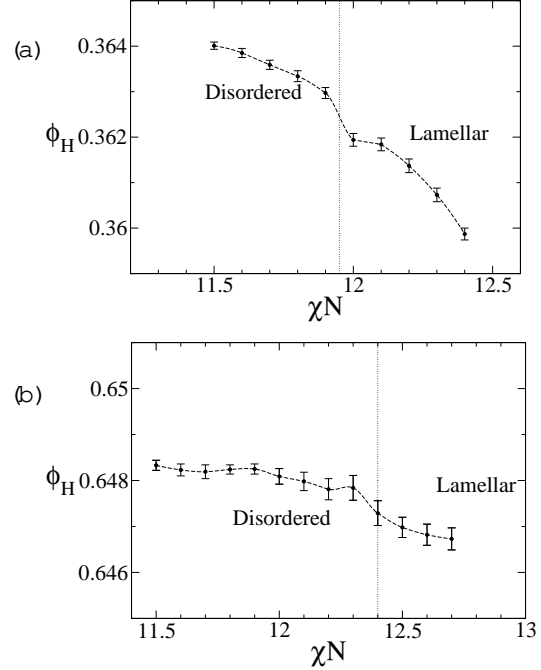 (a)
0.364
Disordered
ϕH
0.362
Lamellar
0.36
11.5
12
12.5
χN
(b)
0.65
ϕH
0.648
Lamellar
Disordered
0.646
11.5
12
12.5
13
χN